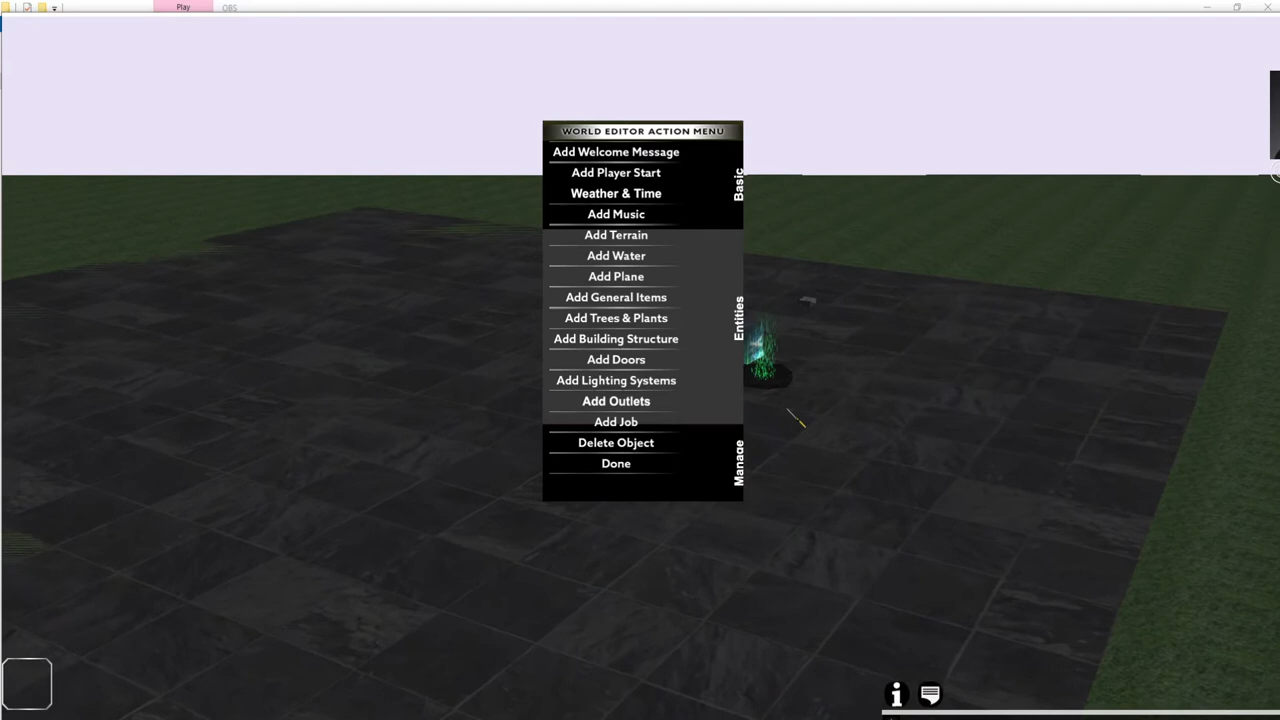 Play OBS
WORLD EDITOR ACTION MENU
Add Welcome Message
Add Player Start
Weather & Time
Add Music
Basic
Add Terrain
Add Water
Add Plane
Add General Items
Add Trees & Plants
Add Building Structure
Add Doors
Add Lighting Systems
Add Outlets
Add Job
Entities
Delete Object
Done
Manage